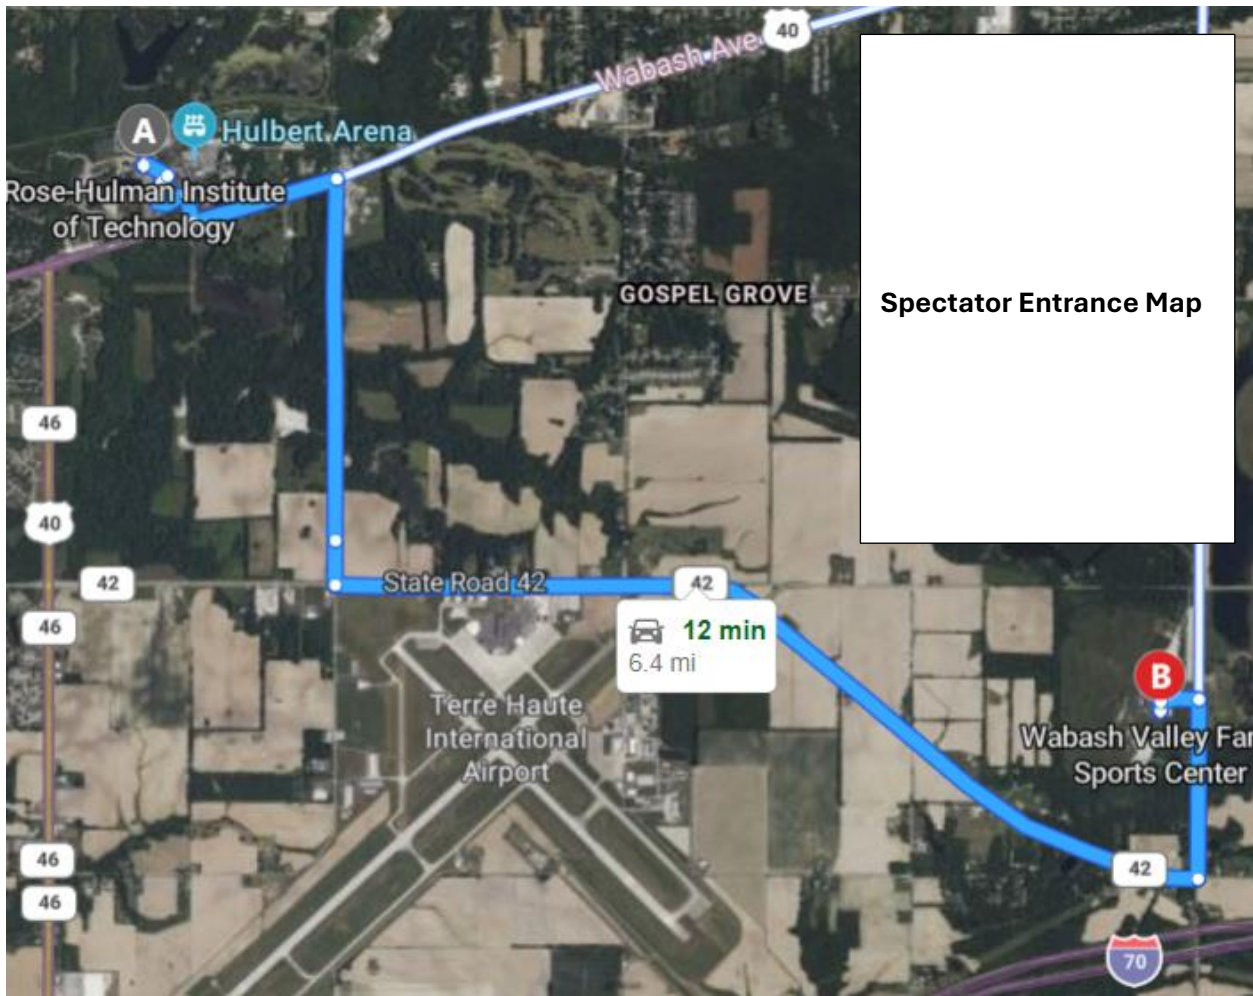 40
Wabash Ave
A
Hulbert Arena
Rose-Hulman Institute
of Technology
GOSPEL GROVE
Spectator Entrance Map
46
40
42
State Road 42
42
46
12 min
6.4 mi
B
Terre Haute
International
Airport
Wabash Valley Far
Sports Center
46
42
46
70